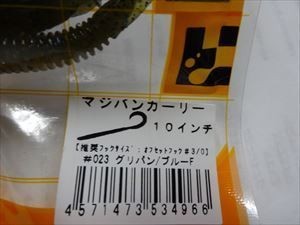 マジバンカーリー
10インチ
【推奨フックサイズ:オフセットフック#3/0】
#023 グリパン/ブルーF
4571473534966